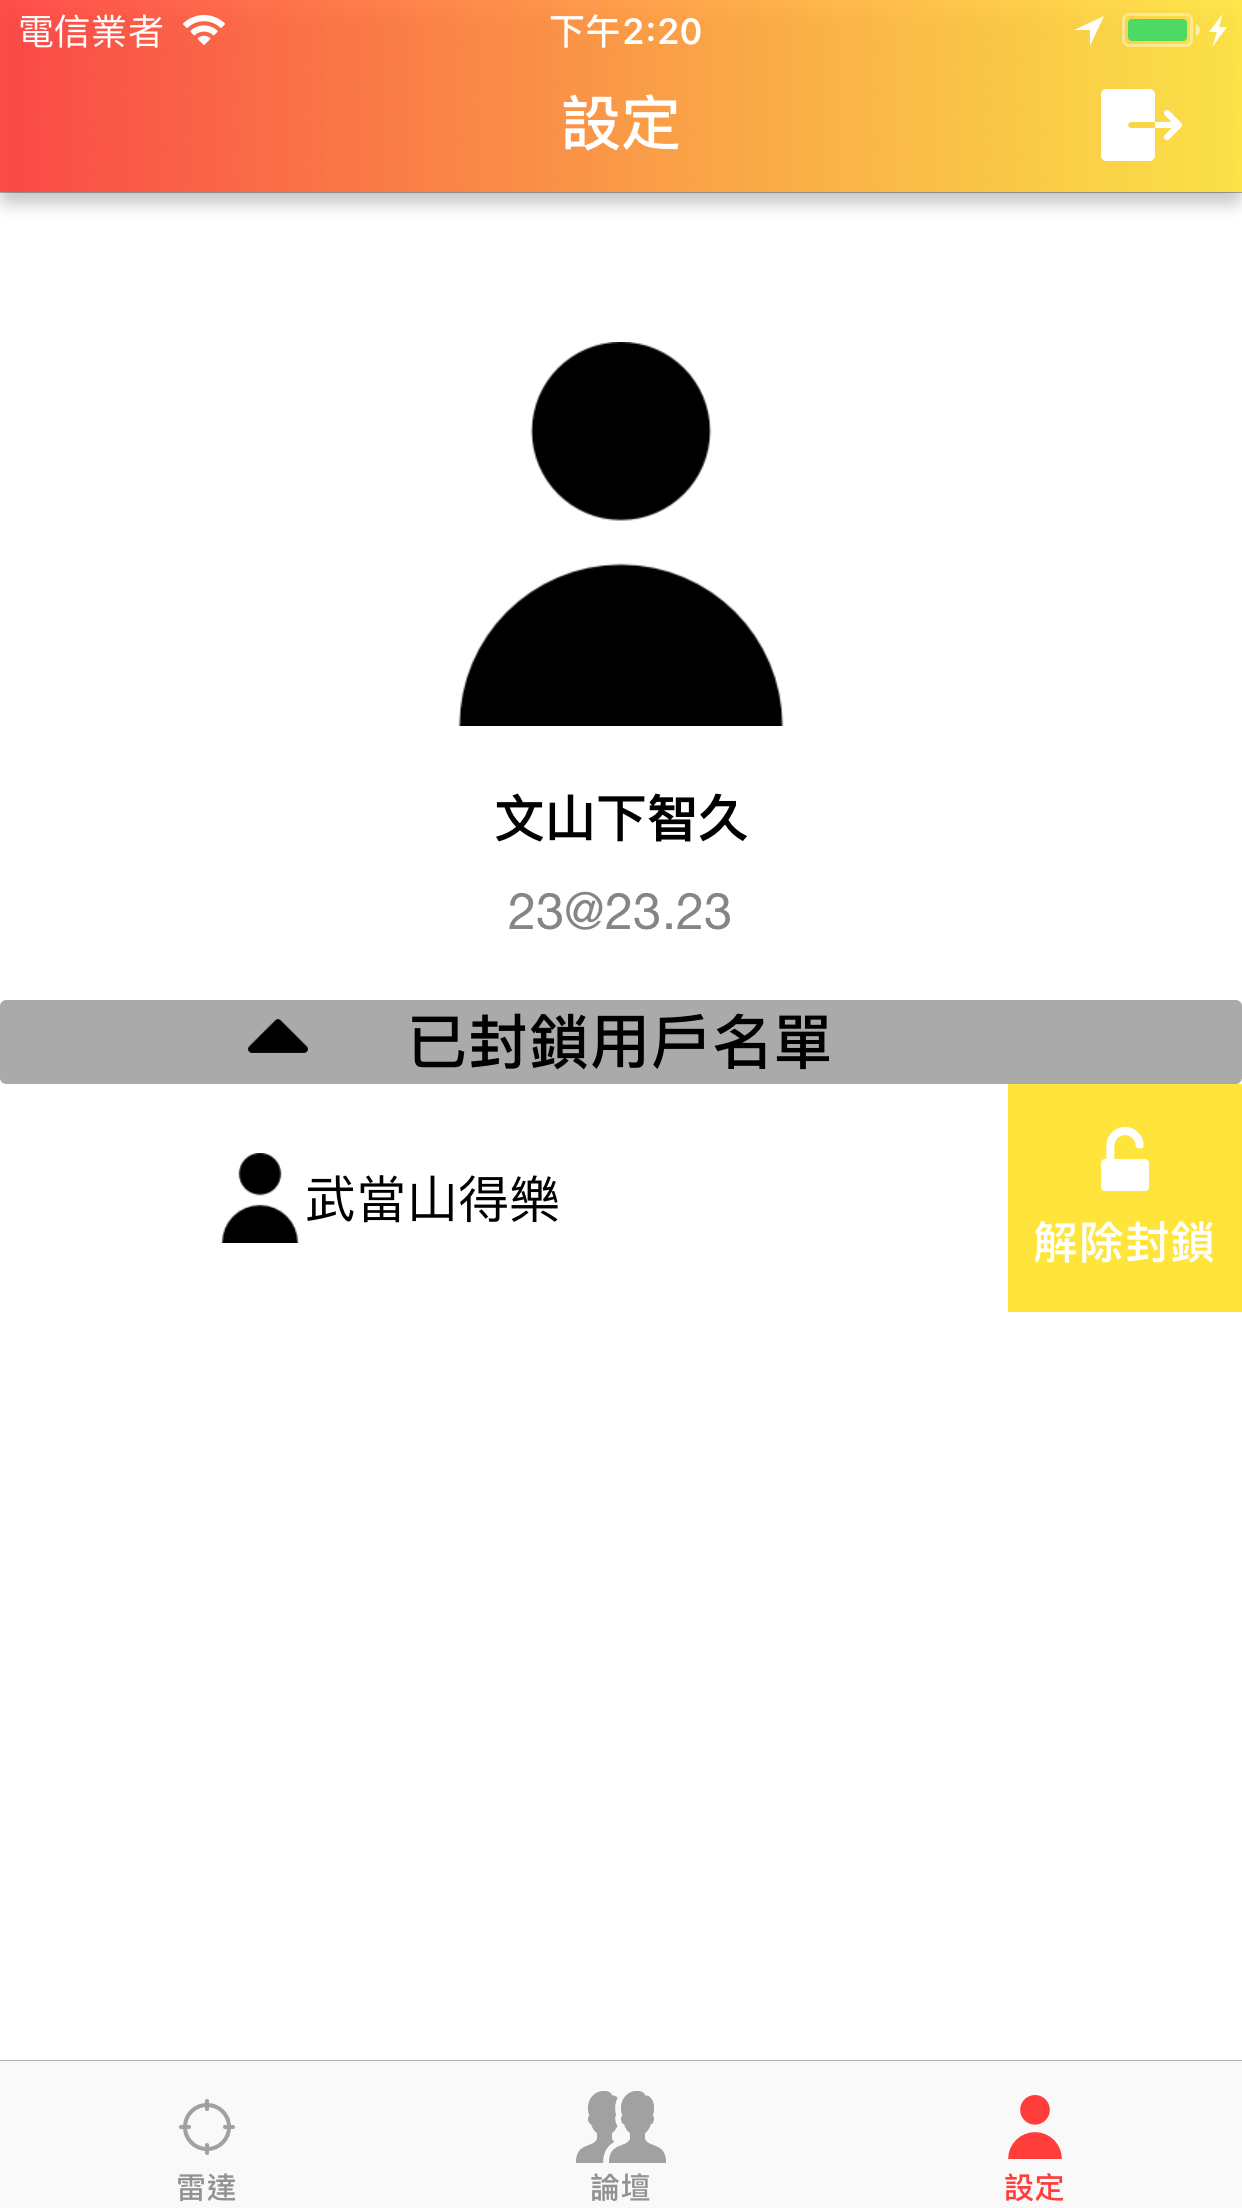 電信業者 下午2:20
設定
文山下智久
23@23.23
已封鎖用戶名單
武當山得樂
解除封鎖
雷達 論壇 設定